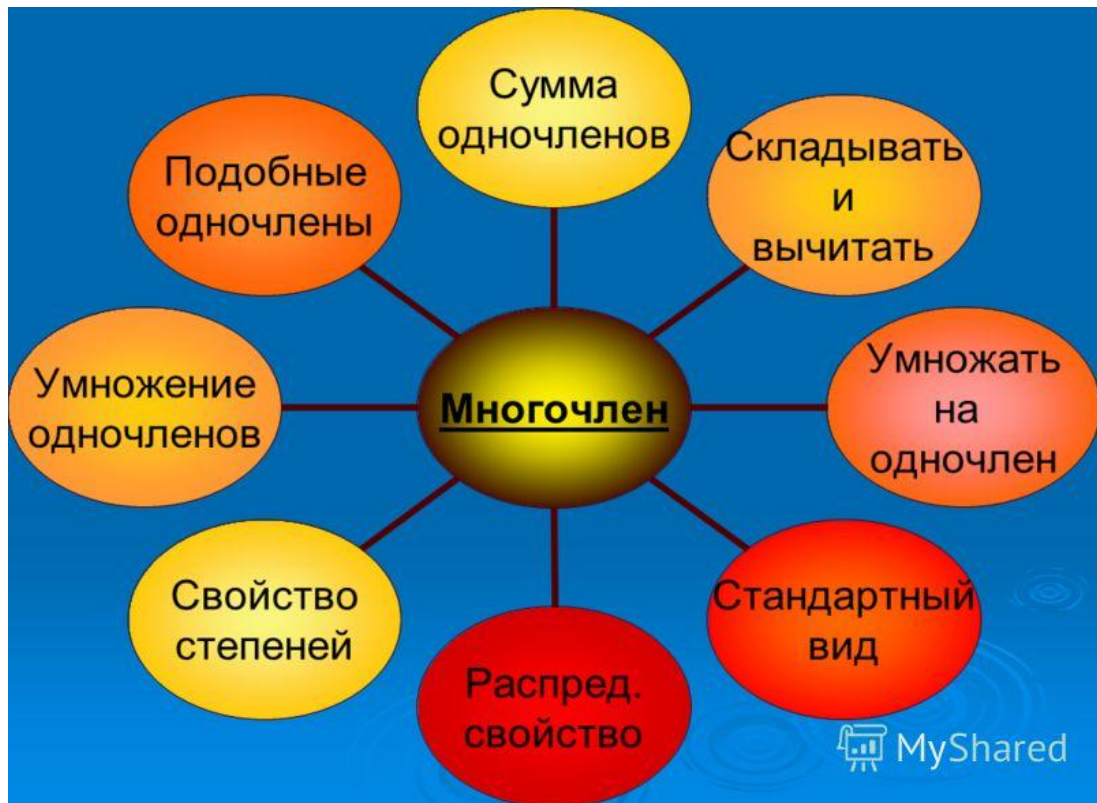 Сумма
одночленов
Складывать
и
вычитать
Умножать
на
одночлен
Стандартный
вид
Распред.
свойство
Свойство
степеней
Умножение
одночленов
Подобные
одночлены
Многочлен
MyShared